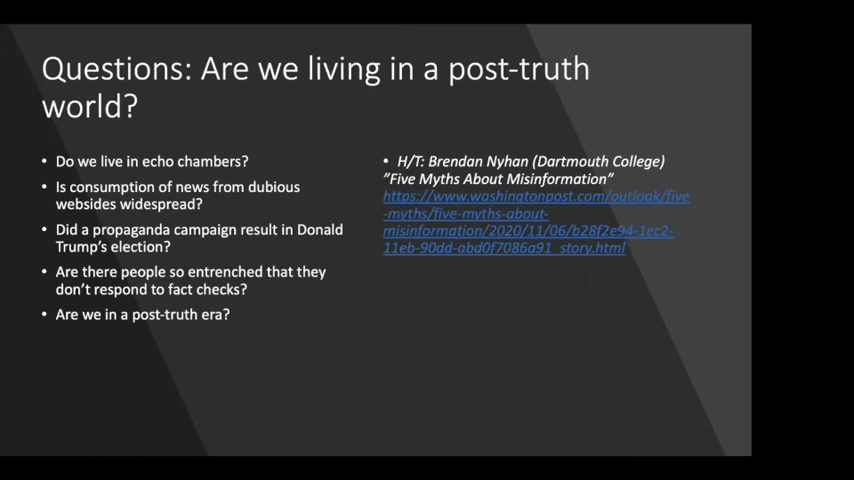 Questions: Are we living in a post-truth
world?
• Do we live in echo chambers?
• Is consumption of news from dubious
websides widespread?
• Did a propaganda campaign result in Donald
Trump's election?
• Are there people so entrenched that they
don't respond to fact checks?
• Are we in a post-truth era?
• H/T: Brendan Nyhan (Dartmouth College)
"Five Myths About Misinformation"
https://www.washingtonpost.com/outlook/five
-myths/five-myths-about-
misinformation/2020/11/06/b28f2e94-1ec2-
11eb-90dd-abd0f7086a91_story.html